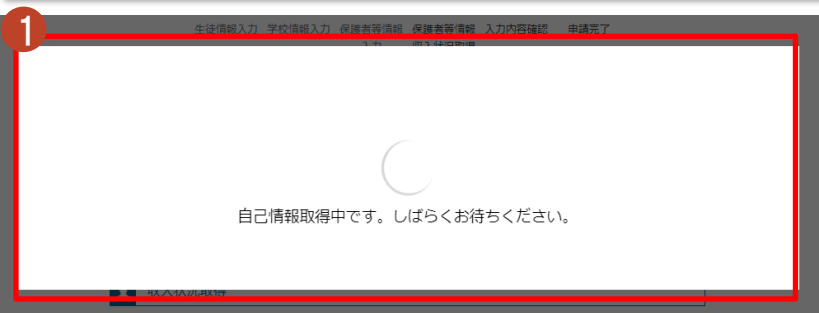 1
生徒情報入力 学校情報入力 保護者等情報 保護者等情報 入力内容確認 申請完了
入力 収入状況取得
自己情報取得中です。しばらくお待ちください。
収入状況取得